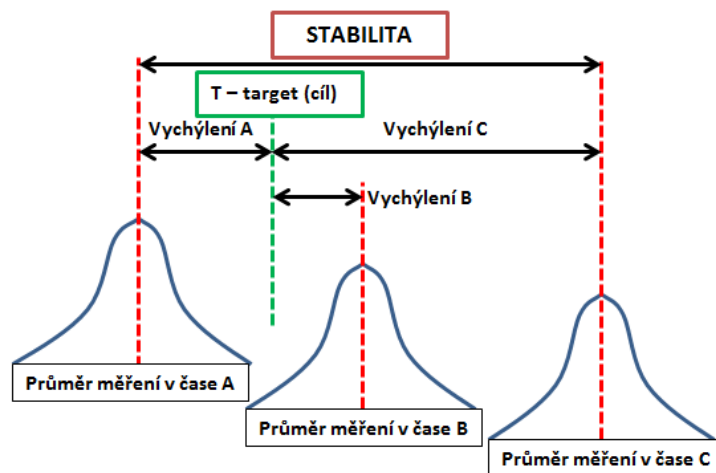 STABILITA
T – target (cíl)
Vychýlení A
Vychýlení C
Vychýlení B
Průměr měření v čase A
Průměr měření v čase B
Průměr měření v čase C